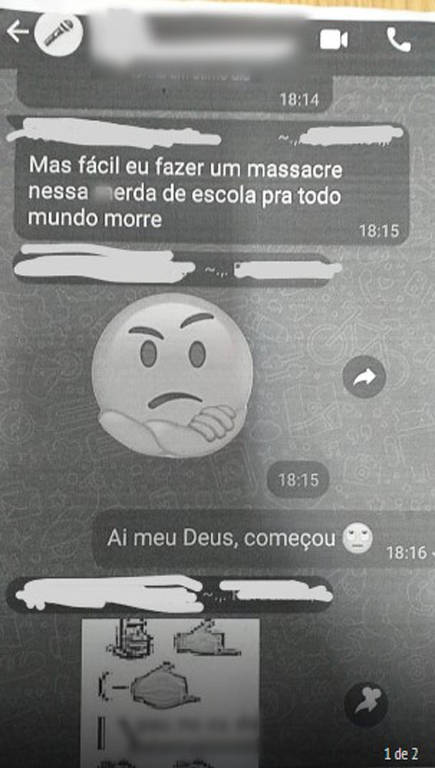 18:14
Mas fácil eu fazer um massacre
nessa erda de escola pra todo
mundo morre
18:15
18:15
Ai meu Deus, começou 🙄
18:16
1 de 2